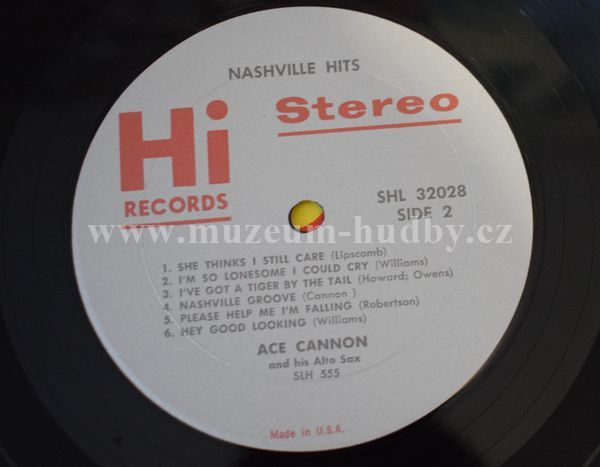 NASHVILLE HITS
Hi Stereo
RECORDS
SHL 32028
SIDE 2
www.muzeum-hudby.cz
1. SHE THINKS I STILL CARE (Lipscomb)
2. I'M SO LONESOME I COULD CRY (Williams)
3. I'VE GOT A TIGER BY THE TAIL (Howard; Owens)
4. NASHVILLE GROOVE (Cannon )
5. PLEASE HELP ME I'M FALLING (Robertson)
6. HEY GOOD LOOKING (Williams)
ACE CANNON
and his Alto Sax
SLH 555
Made in U.S.A.